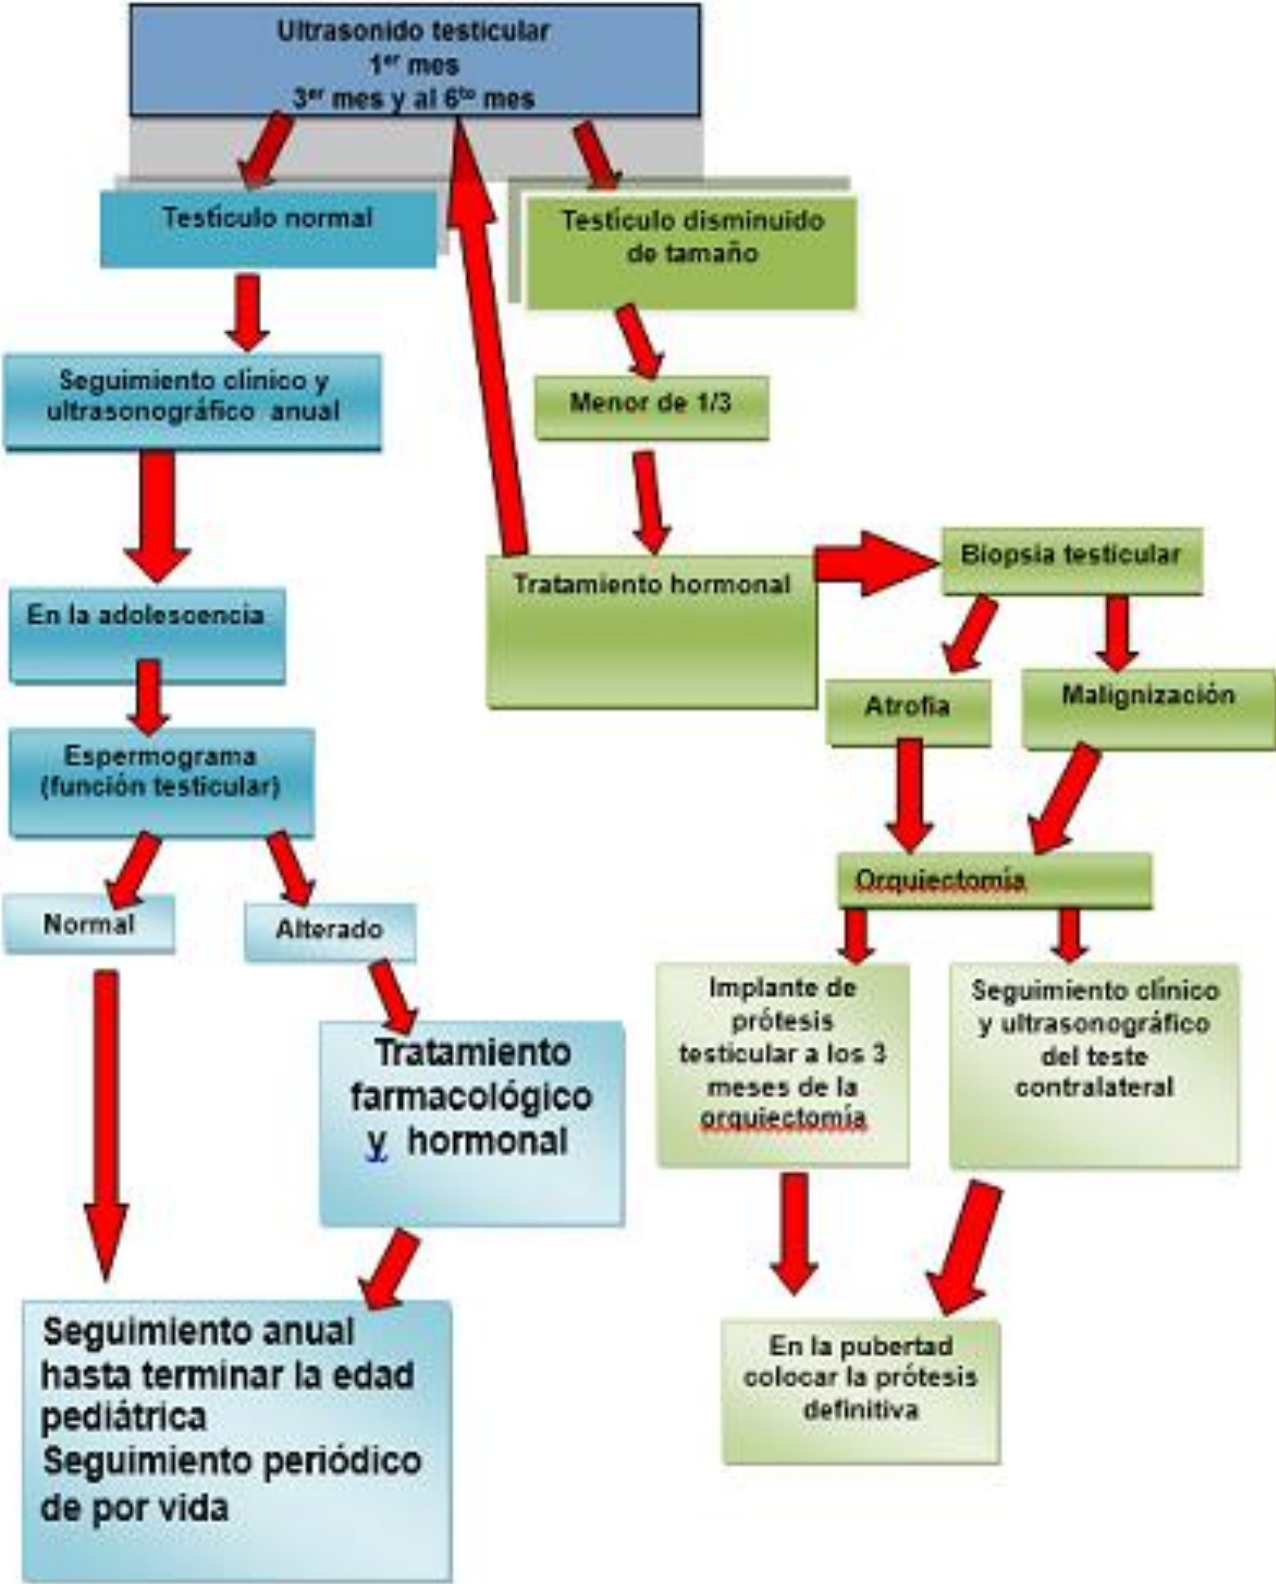 Ultrasonido testicular
1er mes
3er mes y al 6to mes
Testículo normal
Testículo disminuido
de tamaño
Seguimiento clínico y
ultrasonográfico anual
Menor de 1/3
En la adolescencia
Tratamiento hormonal
Biopsia testicular
Espermograma
(función testicular)
Atrofia
Malignización
Normal
Alterado
Orquiectomía
Tratamiento
farmacológico
y hormonal
Implante de
prótesis
testicular a los 3
meses de la
orquiectomía
Seguimiento clínico
y ultrasonográfico
del teste
contralateral
Seguimiento anual
hasta terminar la edad
pediátrica
Seguimiento periódico
de por vida
En la pubertad
colocar la prótesis
definitiva